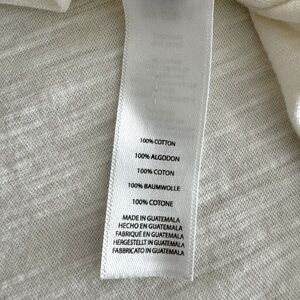 100% COTTON
100% ALGODON
100% COTON
100% BAUMWOLLE
100% COTONE
MADE IN GUATEMALA
HECHO EN GUATEMALA
FABRIQUÉ EN GUATEMALA
HERGESTELLT IN GUATEMALA
FABBRICATO IN GUATEMALA